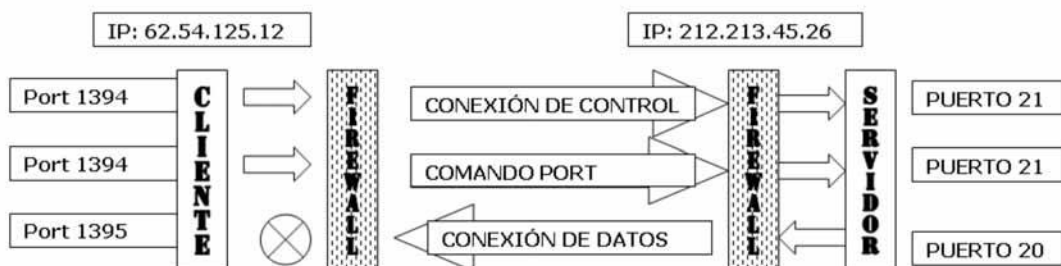 IP: 62.54.125.12
IP: 212.213.45.26
Port 1394
CLIENTE
FIREWALL
CONEXIÓN DE CONTROL
FIREWALL
SERVIDOR
PUERTO 21
Port 1394
COMANDO PORT
PUERTO 21
Port 1395
CONEXIÓN DE DATOS
PUERTO 20